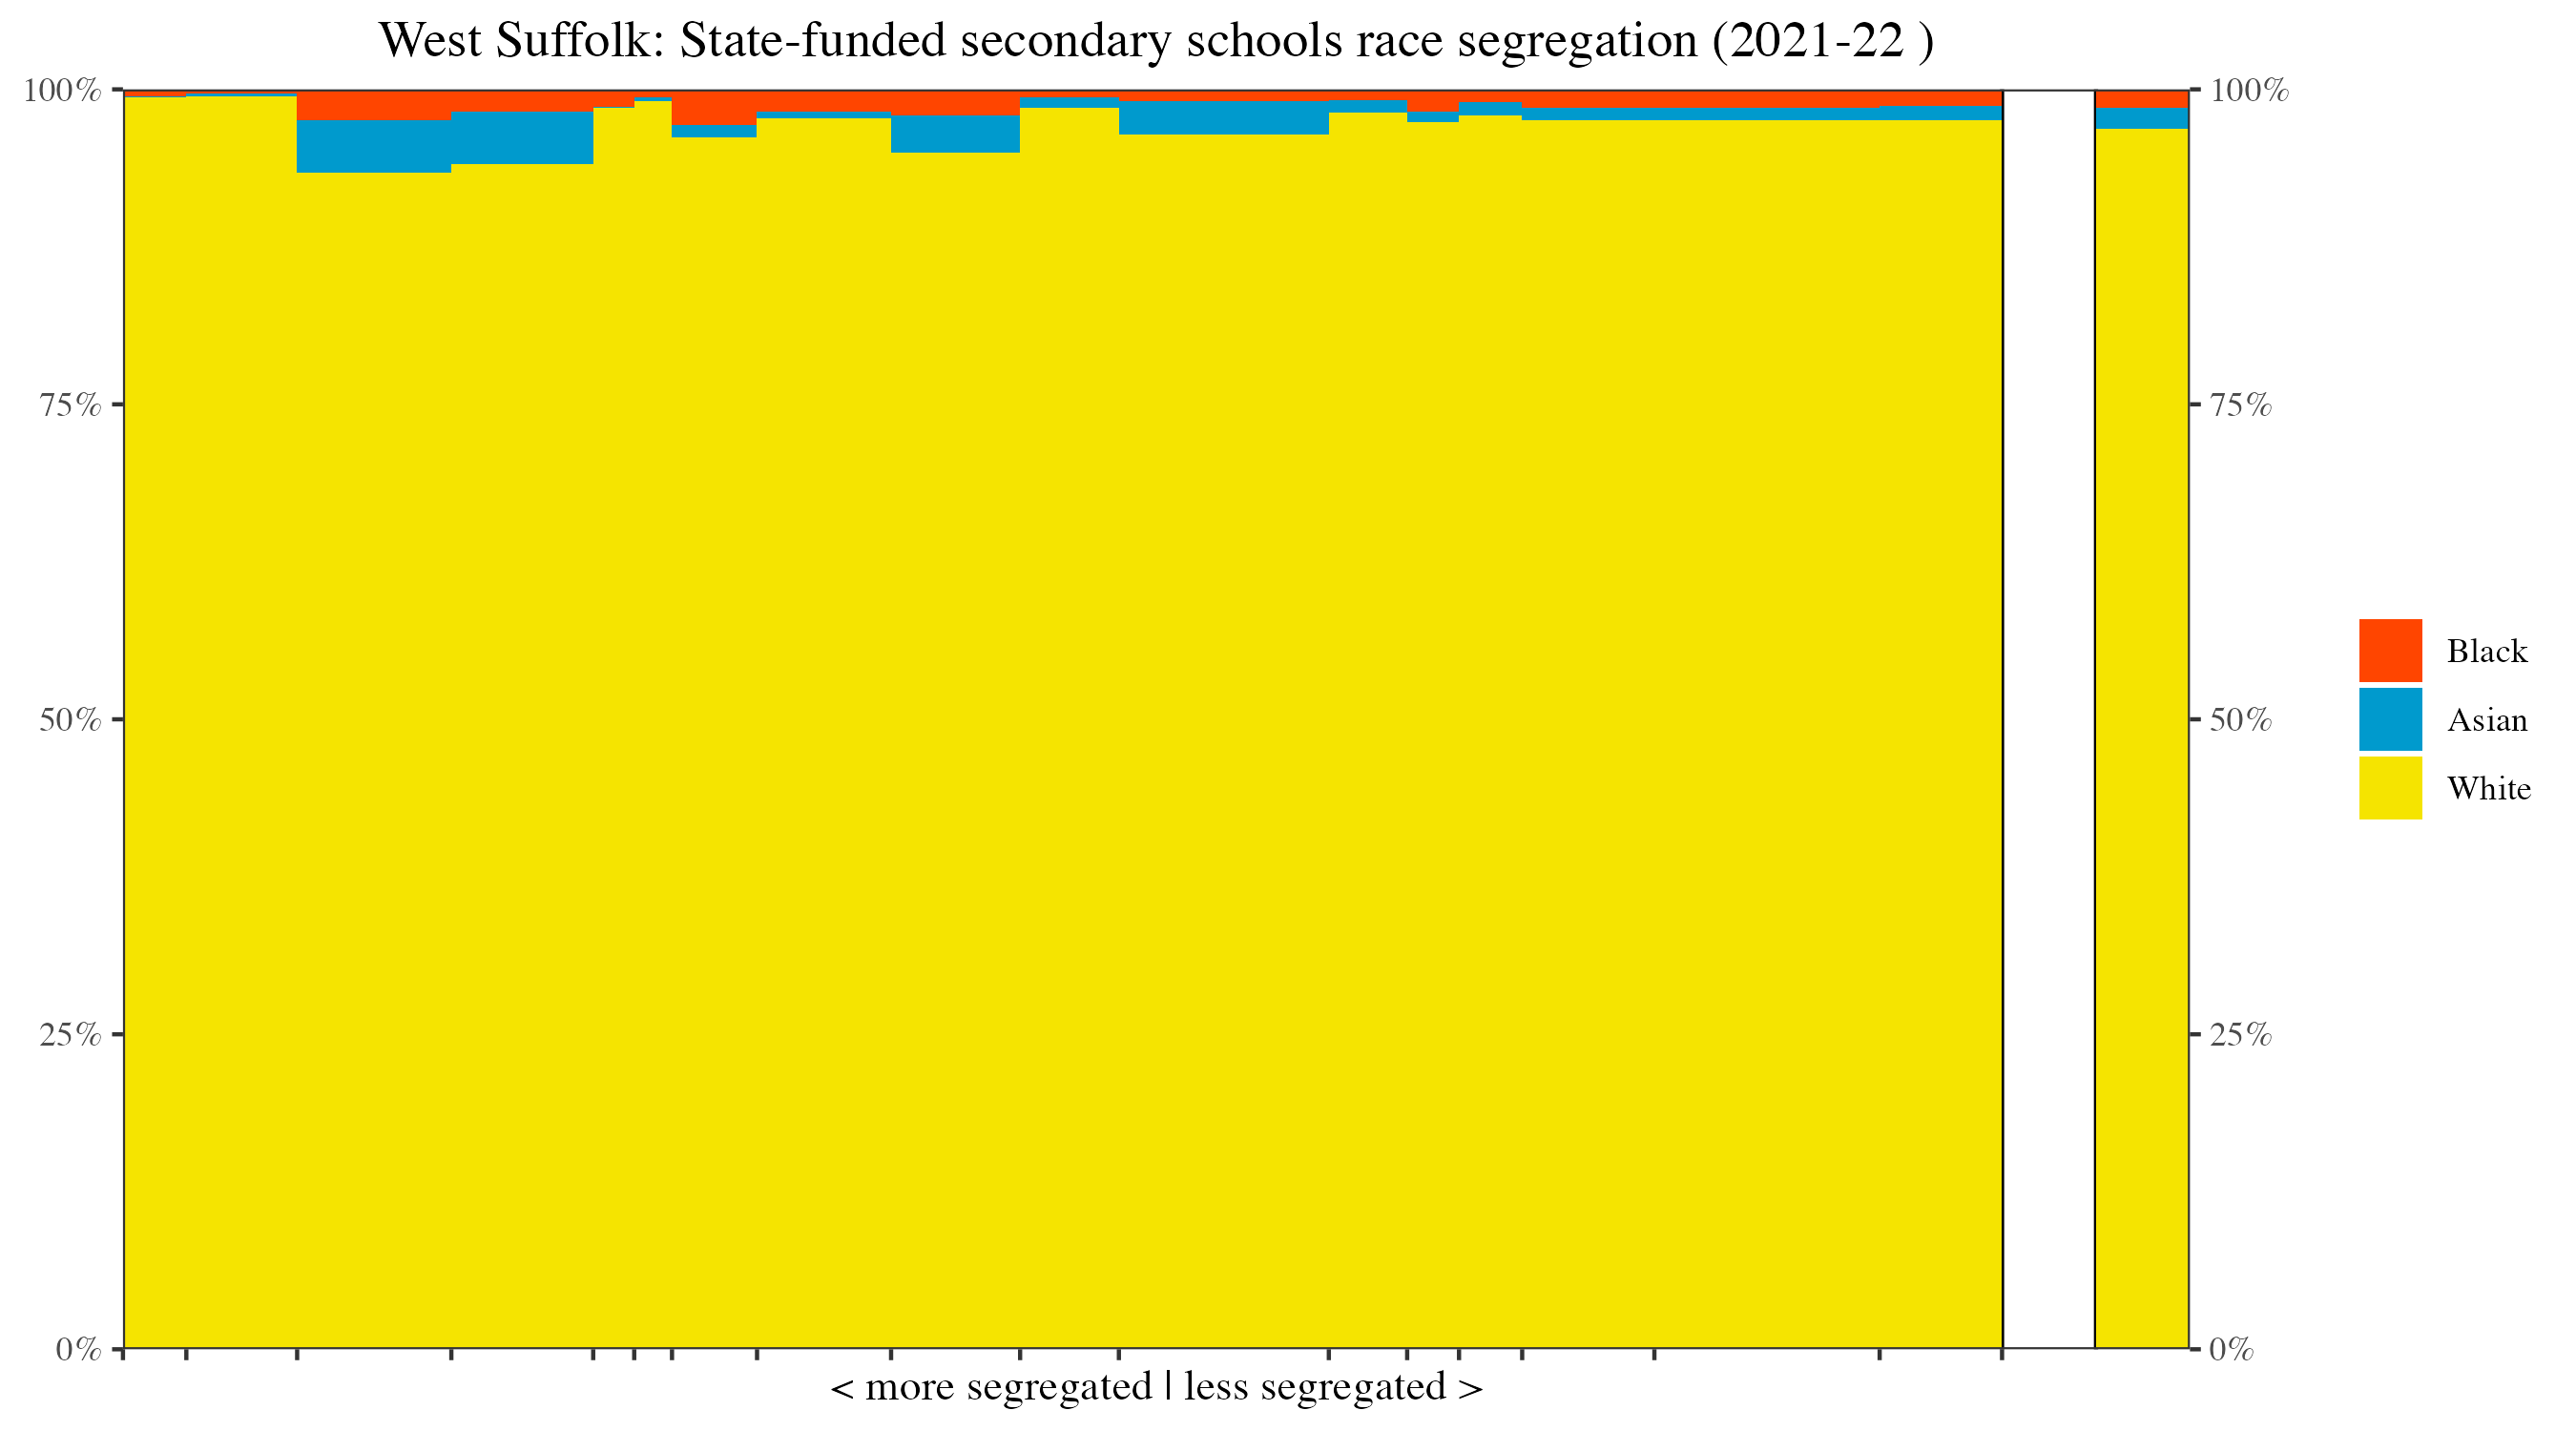 West Suffolk: State-funded secondary schools race segregation (2021-22 )
100%
75%
50%
25%
0%
100%
75%
50%
25%
0%
Black
Asian
White
< more segregated | less segregated >